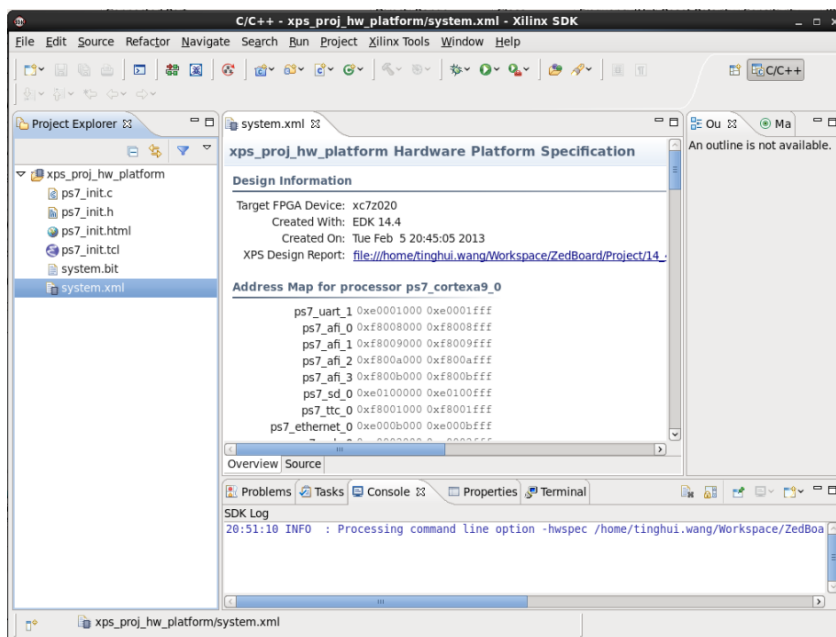 C/C++ - xps_proj_hw_platform/system.xml - Xilinx SDK
File Edit Source Refactor Navigate Search Run Project Xilinx Tools Window Help
C/C++
Project Explorer
xps_proj_hw_platform
ps7_init.c
ps7_init.h
ps7_init.html
ps7_init.tcl
system.bit
system.xml
system.xml
xps_proj_hw_platform Hardware Platform Specification
Design Information
Target FPGA Device: xc7z020
Created With: EDK 14.4
Created On: Tue Feb 5 20:45:05 2013
XPS Design Report: file:///home/tinghui.wang/Workspace/ZedBoard/Project/14_
Address Map for processor ps7_cortexa9_0
ps7_uart_1 0xe0001000 0xe0001fff
ps7_afi_0 0xf8008000 0xf8008fff
ps7_afi_1 0xf8009000 0xf8009fff
ps7_afi_2 0xf800a000 0xf800afff
ps7_afi_3 0xf800b000 0xf800bfff
ps7_sd_0 0xe0100000 0xe0100fff
ps7_ttc_0 0xf8001000 0xf8001fff
ps7_ethernet_0 0xe000b000 0xe000bfff
Overview Source
Ou Ma
An outline is not available.
Problems Tasks Console Properties Terminal
SDK Log
20:51:10 INFO : Processing command line option -hwspec /home/tinghui.wang/Workspace/ZedBoa
xps_proj_hw_platform/system.xml